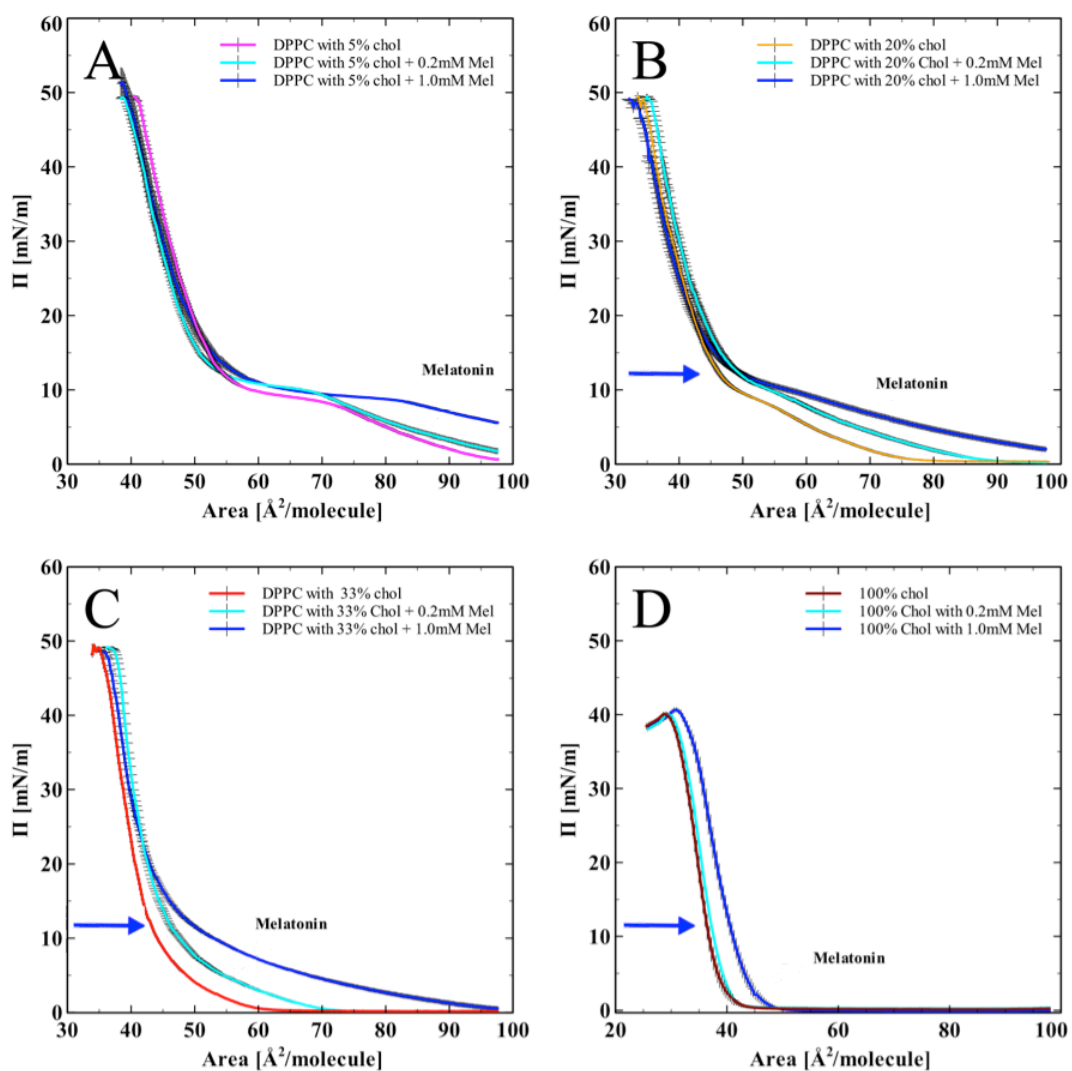 A
DPPC with 5% chol
DPPC with 5% chol + 0.2mM Mel
DPPC with 5% chol + 1.0mM Mel
Melatonin
60
50
40
30
20
10
0
Π [mN/m]
30 40 50 60 70 80 90 100
Area [Å²/molecule]
B
DPPC with 20% chol
DPPC with 20% Chol + 0.2mM Mel
DPPC with 20% chol + 1.0mM Mel
Melatonin
60
50
40
30
20
10
0
Π [mN/m]
30 40 50 60 70 80 90 100
Area [Å²/molecule]
C
DPPC with 33% chol
DPPC with 33% Chol + 0.2mM Mel
DPPC with 33% chol + 1.0mM Mel
Melatonin
60
50
40
30
20
10
0
Π [mN/m]
30 40 50 60 70 80 90 100
Area [Å²/molecule]
D
100% chol
100% Chol with 0.2mM Mel
100% Chol with 1.0mM Mel
Melatonin
60
50
40
30
20
10
0
Π [mN/m]
20 40 60 80 100
Area [Å²/molecule]